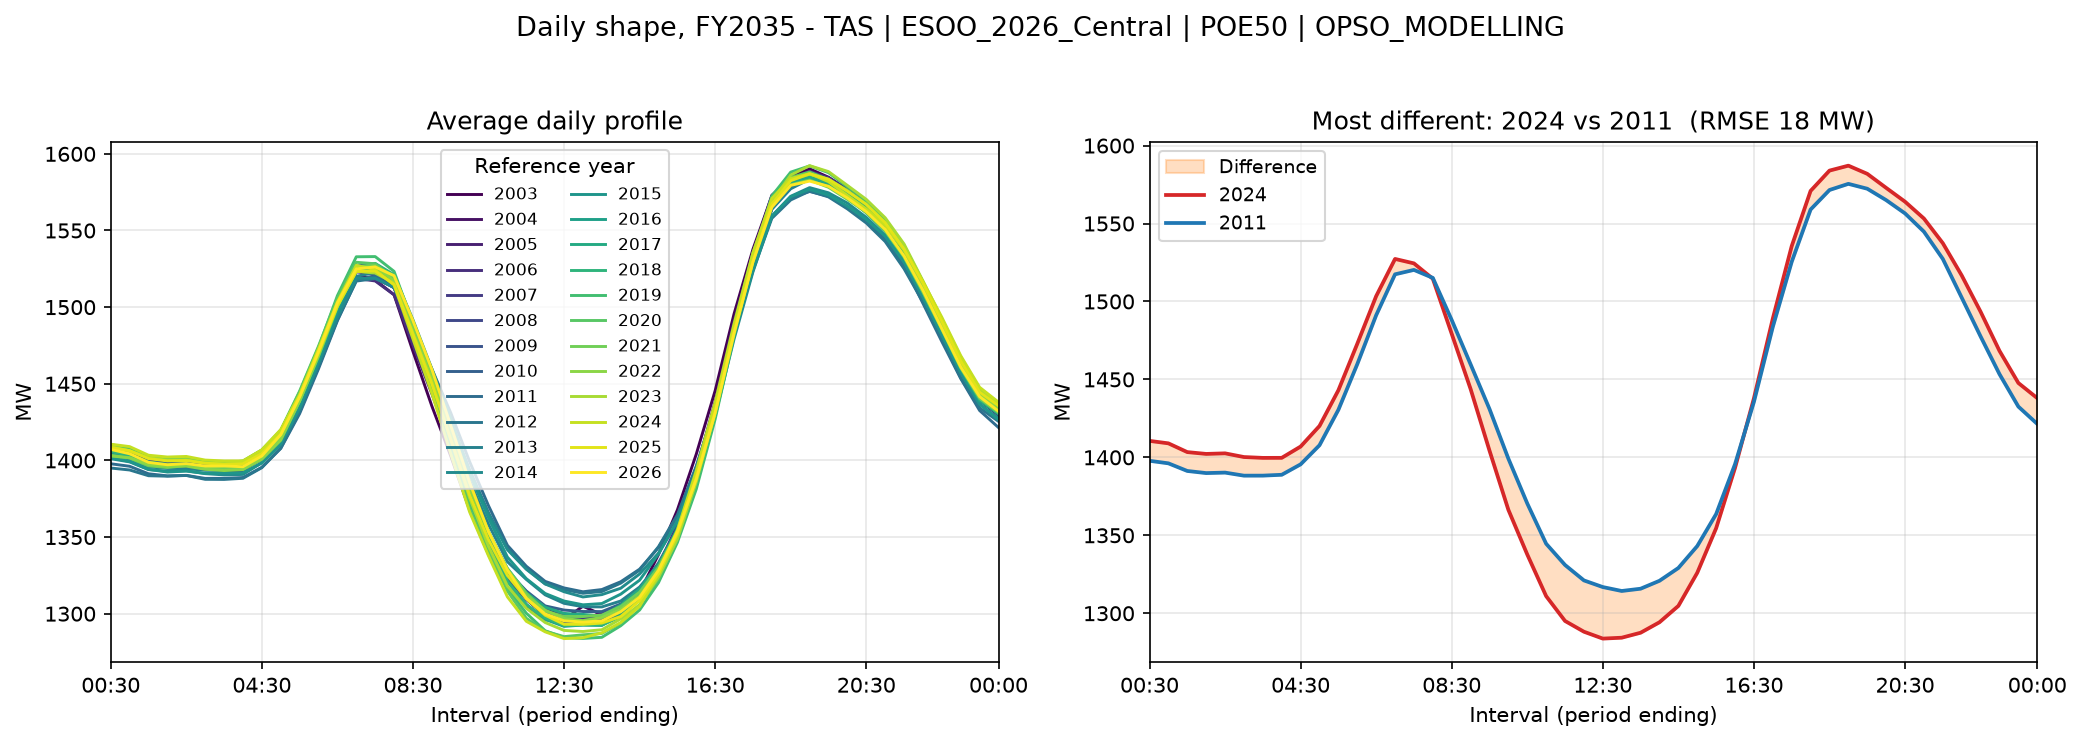 Daily shape, FY2035 - TAS | ESOO_2026_Central | POE50 | OPSO_MODELLING
Average daily profile
MW
1600
1550
1500
1450
1400
1350
1300
Reference year
2003 2015
2004 2016
2005 2017
2006 2018
2007 2019
2008 2020
2009 2021
2010 2022
2011 2023
2012 2024
2013 2025
2014 2026
00:30 04:30 08:30 12:30 16:30 20:30 00:00
Interval (period ending)
Most different: 2024 vs 2011  (RMSE 18 MW)
MW
1600
1550
1500
1450
1400
1350
1300
Difference
2024
2011
00:30 04:30 08:30 12:30 16:30 20:30 00:00
Interval (period ending)